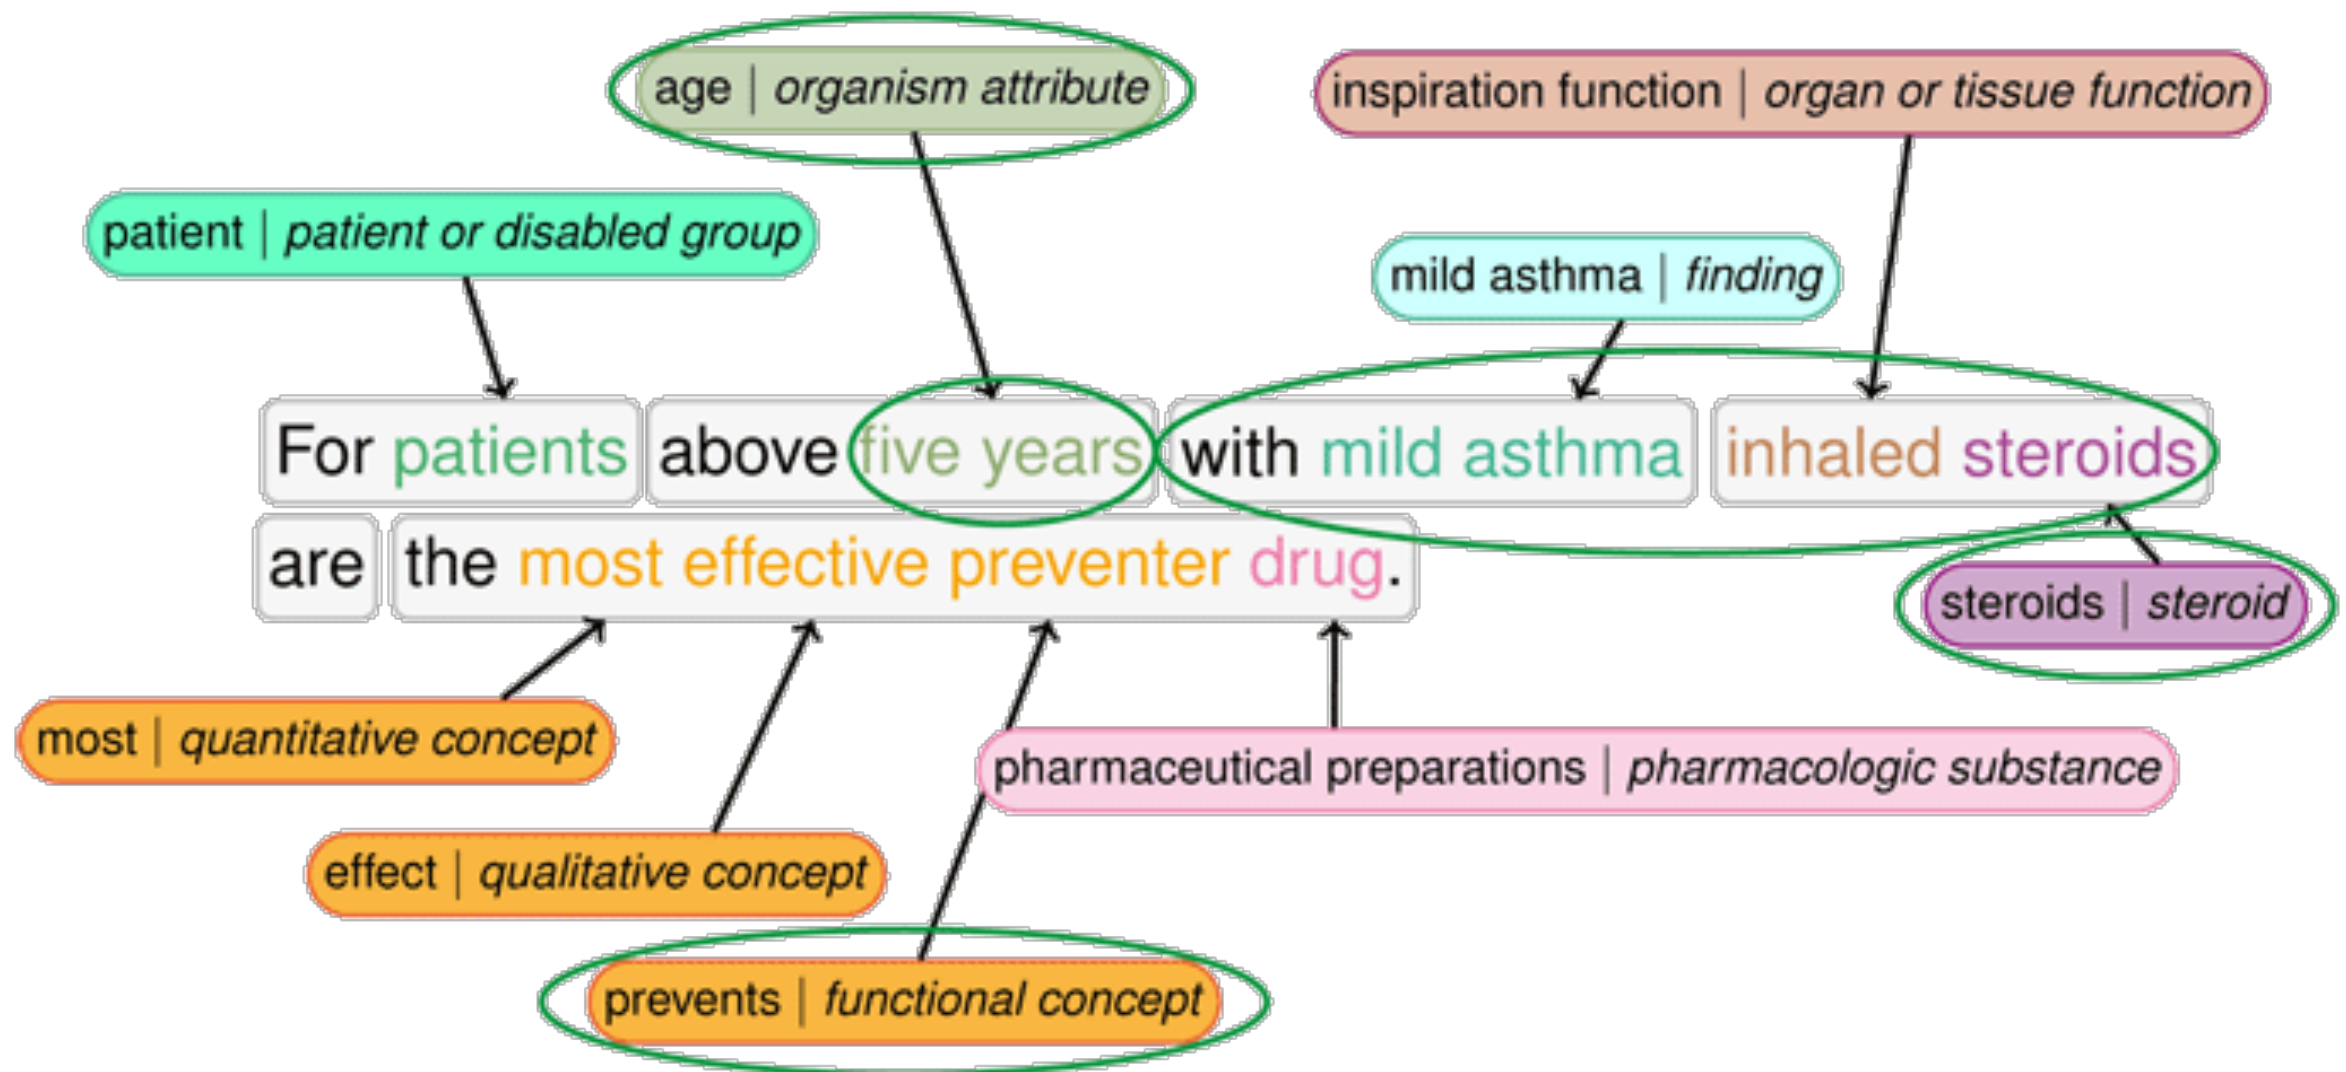 age | organism attribute
inspiration function | organ or tissue function
patient | patient or disabled group
mild asthma | finding
For patients above five years with mild asthma inhaled steroids
are the most effective preventer drug.
steroids | steroid
most | quantitative concept
pharmaceutical preparations | pharmacologic substance
effect | qualitative concept
prevents | functional concept